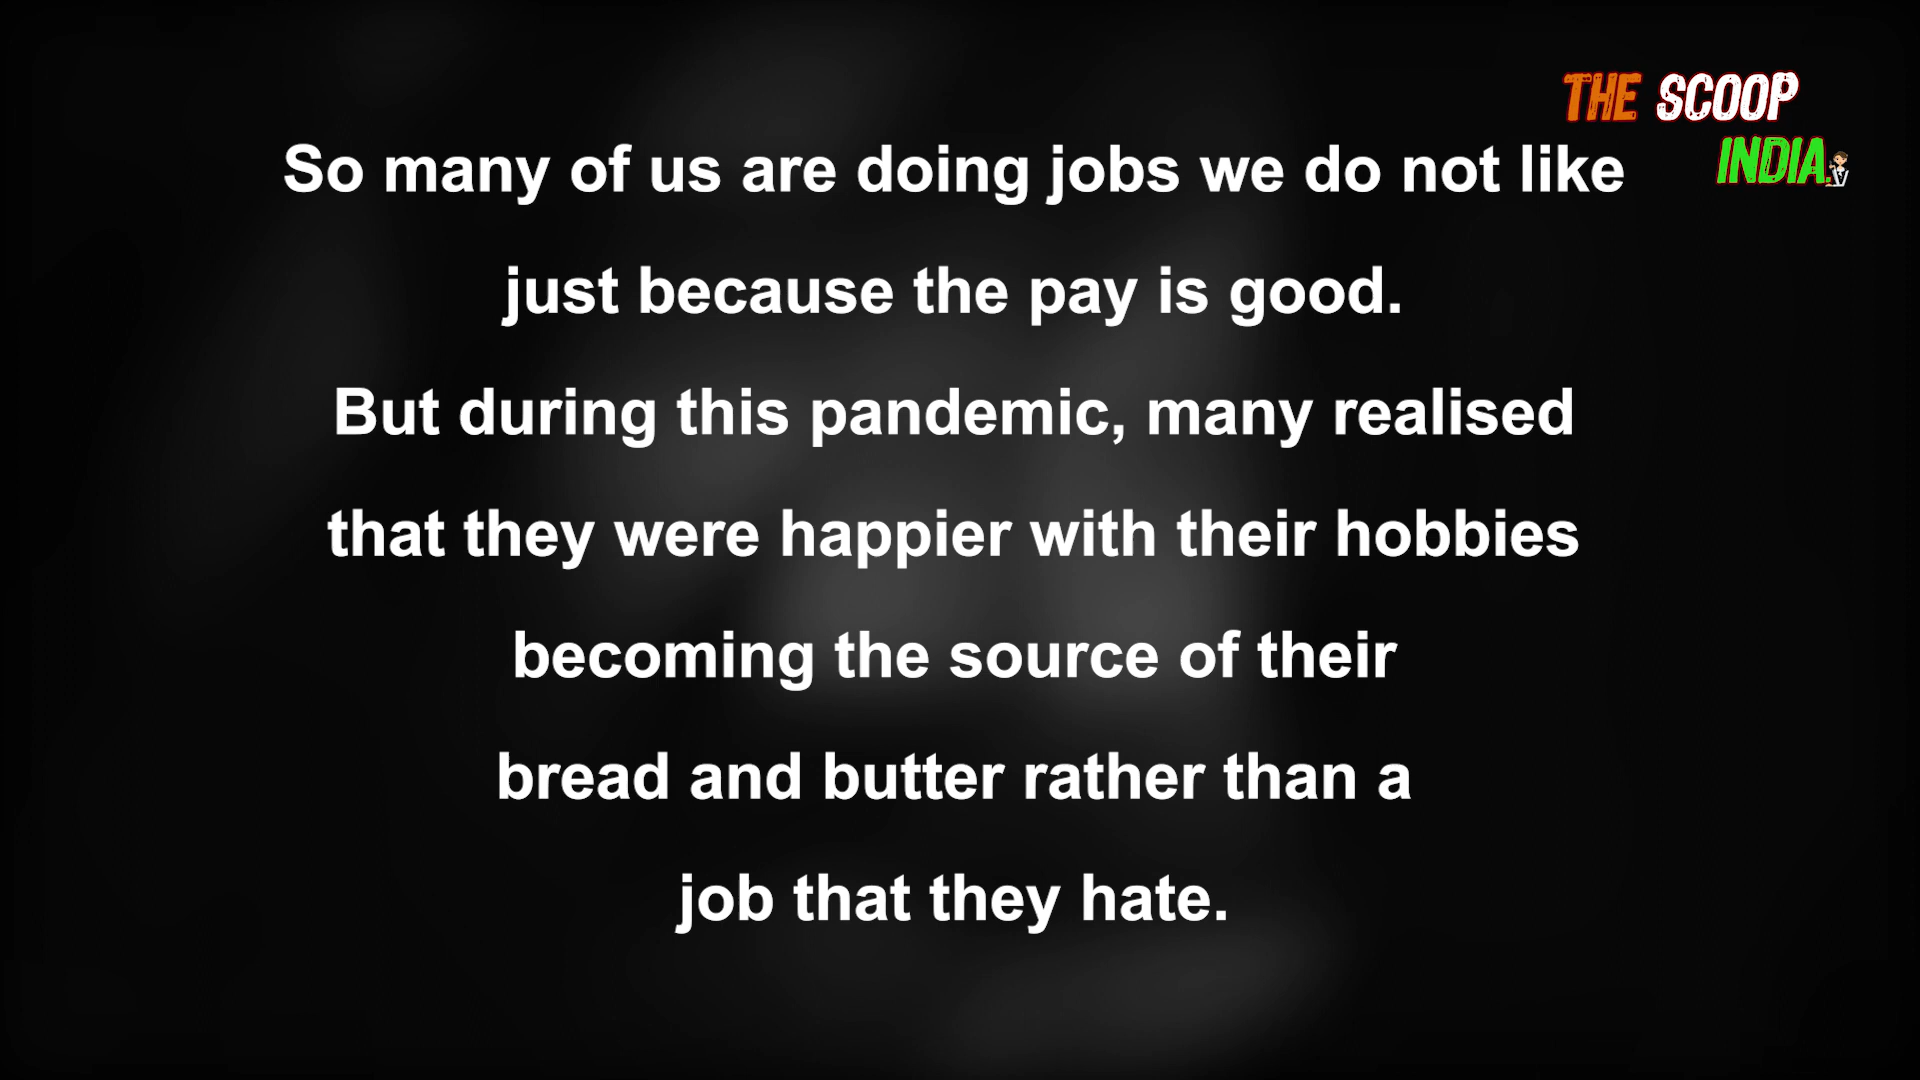 THE SCOOP
INDIA.
So many of us are doing jobs we do not like
just because the pay is good.
But during this pandemic, many realised
that they were happier with their hobbies
becoming the source of their
bread and butter rather than a
job that they hate.